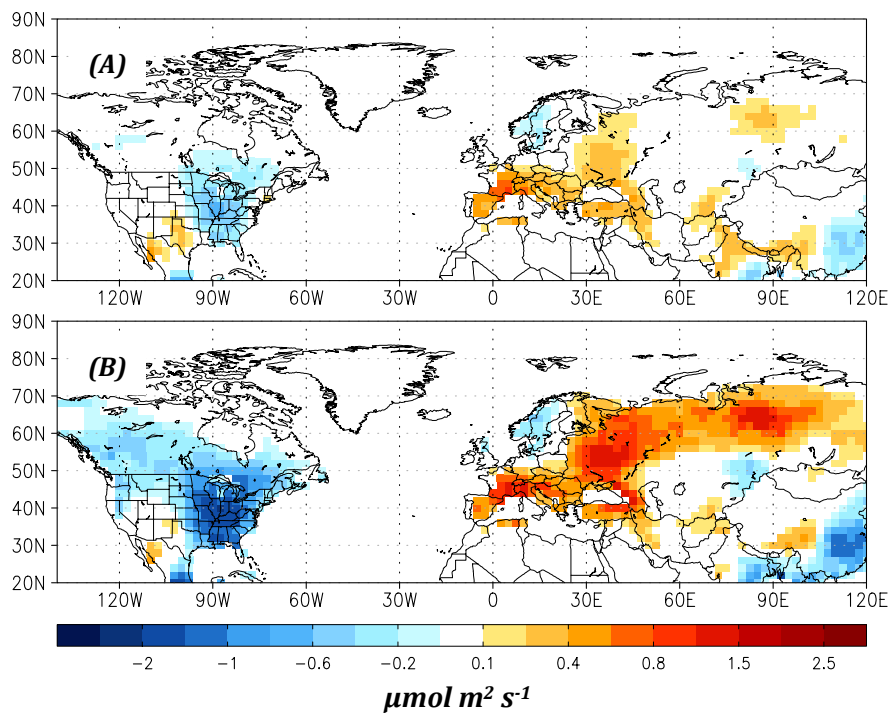 90N
80N
(A)
70N
60N
50N
40N
30N
20N
120W 90W 60W 30W 0 30E 60E 90E 120E
90N
80N
(B)
70N
60N
50N
40N
30N
20N
120W 90W 60W 30W 0 30E 60E 90E 120E
-2 -1 -0.6 -0.2 0.1 0.4 0.8 1.5 2.5
μmol m² s⁻¹